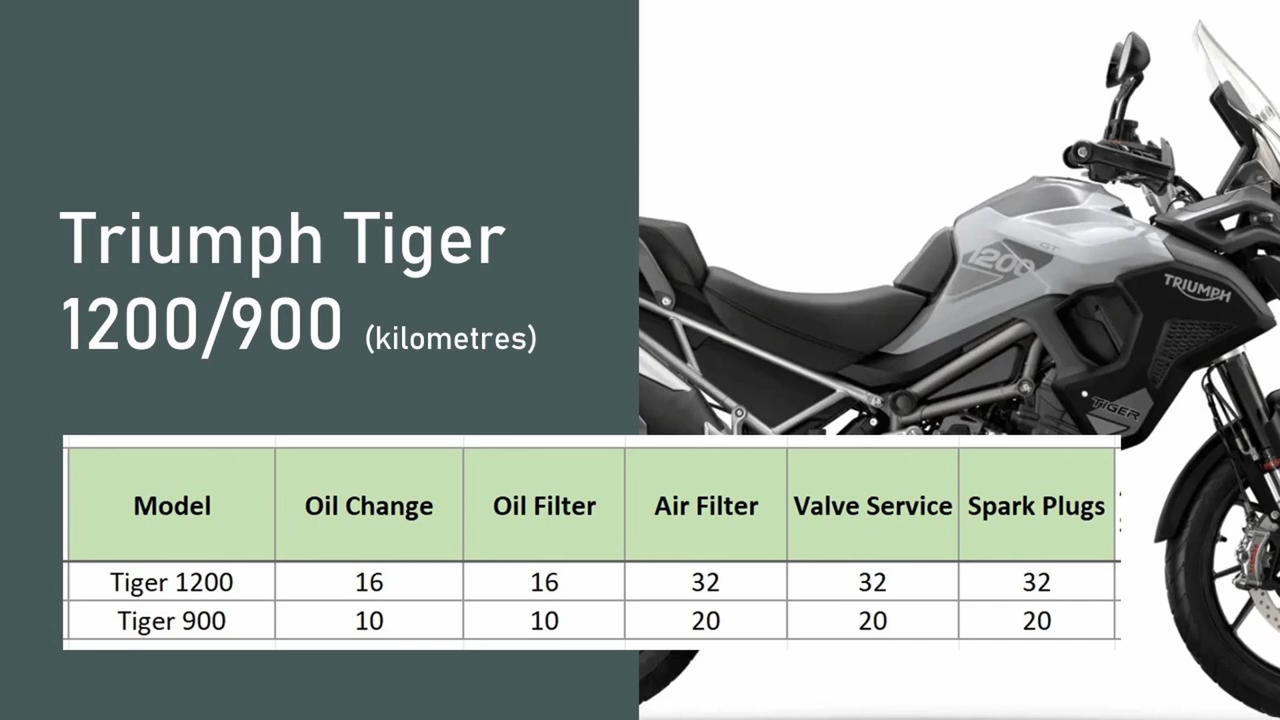 Triumph Tiger
1200/900 (kilometres)
1200 GT
TRIUMPH
TIGER
Model Oil Change Oil Filter Air Filter Valve Service Spark Plugs
Tiger 1200 16 16 32 32 32
Tiger 900 10 10 20 20 20